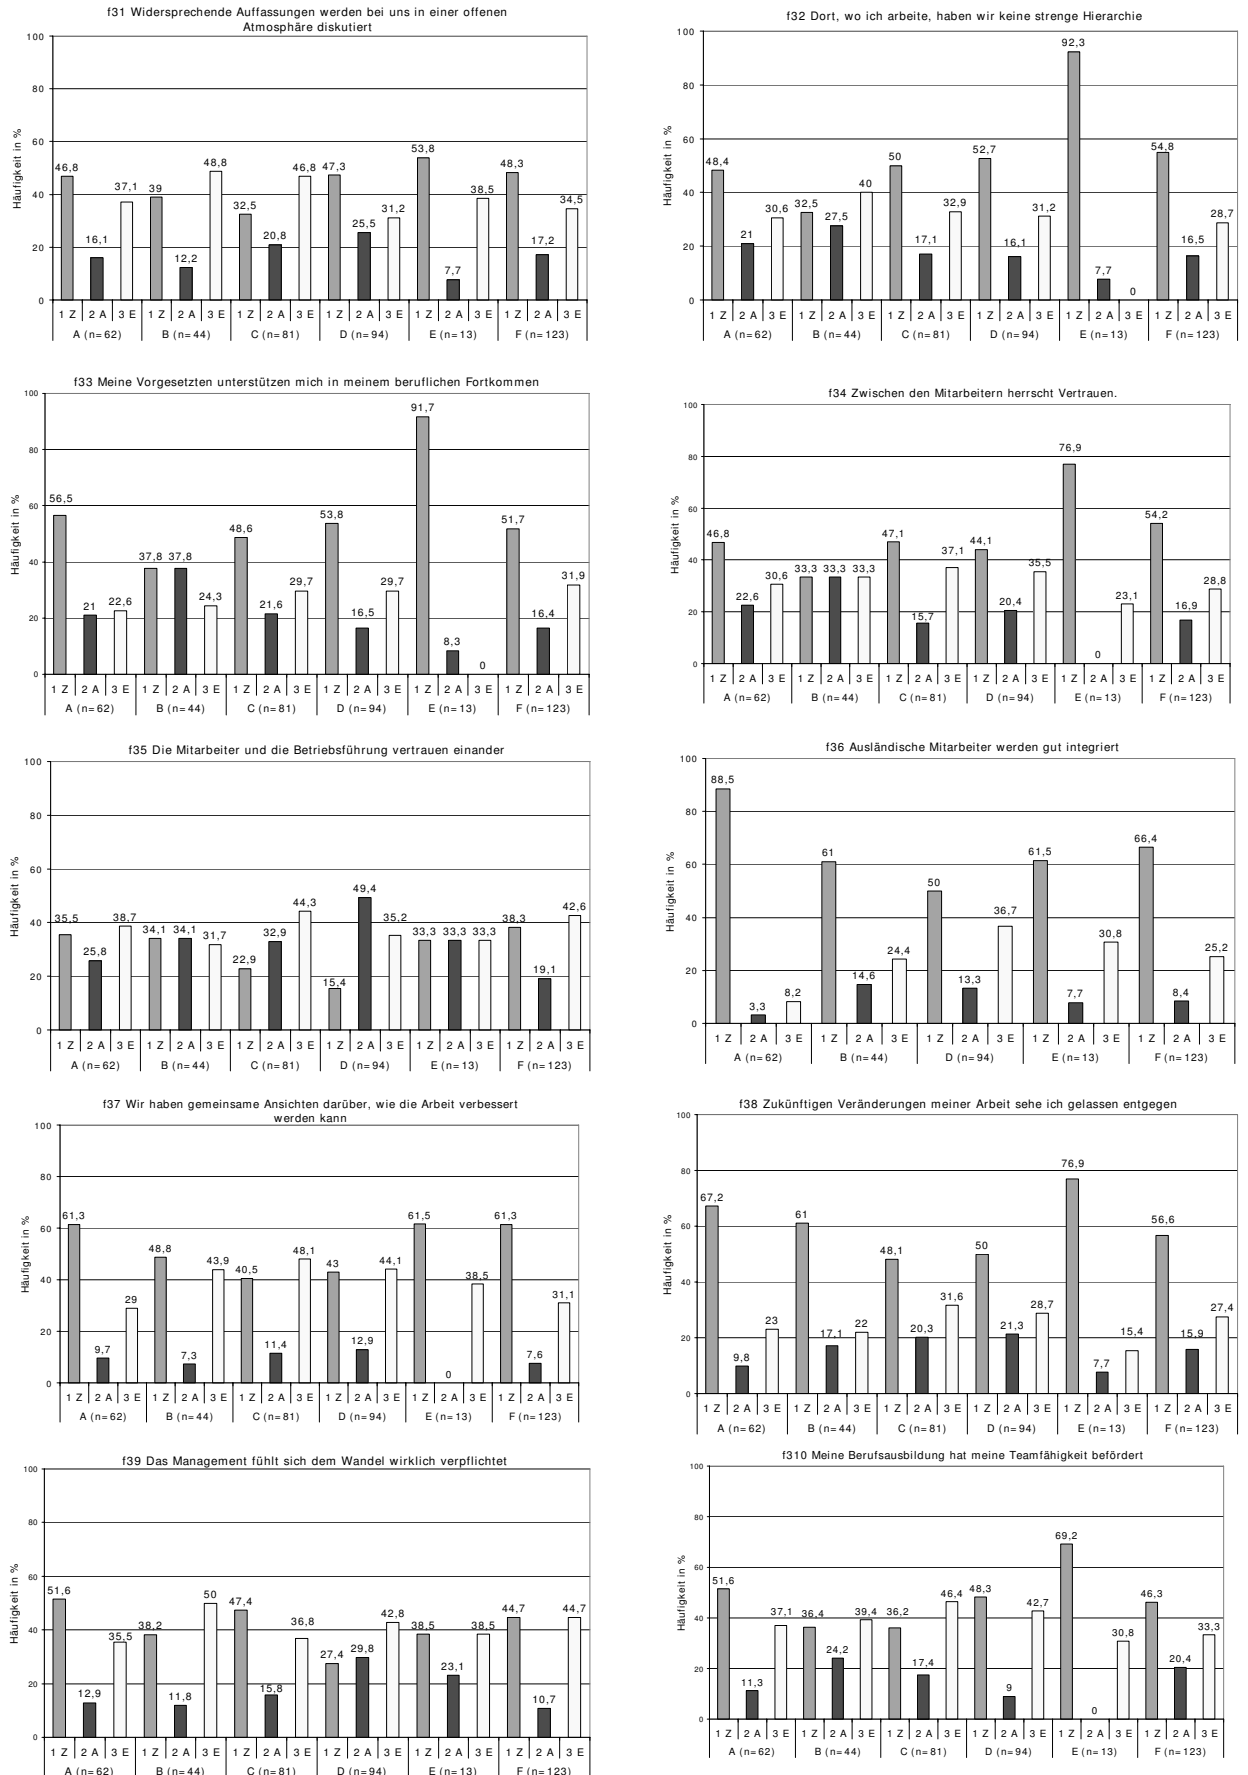 f31 Widersprechende Auffassungen werden bei uns in einer offenen
Atmosphäre diskutiert
Häufigkeit in %
100
80
60
40
20
0
46,8 16,1 37,1 39 12,2 48,8 32,5 20,8 46,8 47,3 25,5 31,2 53,8 7,7 38,5 48,3 17,2 34,5
1 Z 2 A 3 E 1 Z 2 A 3 E 1 Z 2 A 3 E 1 Z 2 A 3 E 1 Z 2 A 3 E 1 Z 2 A 3 E
A (n=62) B (n=44) C (n=81) D (n=94) E (n=13) F (n=123)
f32 Dort, wo ich arbeite, haben wir keine strenge Hierarchie
Häufigkeit in %
100
80
60
40
20
0
48,4 21 30,6 32,5 27,5 40 50 17,1 32,9 52,7 16,1 31,2 92,3 7,7 0 54,8 16,5 28,7
1 Z 2 A 3 E 1 Z 2 A 3 E 1 Z 2 A 3 E 1 Z 2 A 3 E 1 Z 2 A 3 E 1 Z 2 A 3 E
A (n=62) B (n=44) C (n=81) D (n=94) E (n=13) F (n=123)
f33 Meine Vorgesetzten unterstützen mich in meinem beruflichen Fortkommen
Häufigkeit in %
100
80
60
40
20
0
56,5 21 22,6 37,8 37,8 24,3 48,6 21,6 29,7 53,8 16,5 29,7 91,7 8,3 0 51,7 16,4 31,9
1 Z 2 A 3 E 1 Z 2 A 3 E 1 Z 2 A 3 E 1 Z 2 A 3 E 1 Z 2 A 3 E 1 Z 2 A 3 E
A (n=62) B (n=44) C (n=81) D (n=94) E (n=13) F (n=123)
f34 Zwischen den Mitarbeitern herrscht Vertrauen.
Häufigkeit in %
100
80
60
40
20
0
46,8 22,6 30,6 33,3 33,3 33,3 47,1 15,7 37,1 44,1 20,4 35,5 76,9 0 23,1 54,2 16,9 28,8
1 Z 2 A 3 E 1 Z 2 A 3 E 1 Z 2 A 3 E 1 Z 2 A 3 E 1 Z 2 A 3 E 1 Z 2 A 3 E
A (n=62) B (n=44) C (n=81) D (n=94) E (n=13) F (n=123)
f35 Die Mitarbeiter und die Betriebsführung vertrauen einander
Häufigkeit in %
100
80
60
40
20
0
35,5 25,8 38,7 34,1 34,1 31,7 22,9 32,9 44,3 15,4 49,4 35,2 33,3 33,3 33,3 38,3 19,1 42,6
1 Z 2 A 3 E 1 Z 2 A 3 E 1 Z 2 A 3 E 1 Z 2 A 3 E 1 Z 2 A 3 E 1 Z 2 A 3 E
A (n=62) B (n=44) C (n=81) D (n=94) E (n=13) F (n=123)
f36 Ausländische Mitarbeiter werden gut integriert
Häufigkeit in %
100
80
60
40
20
0
88,5 3,3 8,2 61 14,6 24,4 50 13,3 36,7 61,5 7,7 30,8 66,4 8,4 25,2
1 Z 2 A 3 E 1 Z 2 A 3 E 1 Z 2 A 3 E 1 Z 2 A 3 E 1 Z 2 A 3 E
A (n=62) B (n=44) D (n=94) E (n=13) F (n=123)
f37 Wir haben gemeinsame Ansichten darüber, wie die Arbeit verbessert
werden kann
Häufigkeit in %
100
80
60
40
20
0
61,3 9,7 29 48,8 7,3 43,9 40,5 11,4 48,1 43 12,9 44,1 61,5 0 38,5 61,3 7,6 31,1
1 Z 2 A 3 E 1 Z 2 A 3 E 1 Z 2 A 3 E 1 Z 2 A 3 E 1 Z 2 A 3 E 1 Z 2 A 3 E
A (n=62) B (n=44) C (n=81) D (n=94) E (n=13) F (n=123)
f38 Zukünftigen Veränderungen meiner Arbeit sehe ich gelassen entgegen
Häufigkeit in %
100
80
60
40
20
0
67,2 9,8 23 61 17,1 22 48,1 20,3 31,6 50 21,3 28,7 76,9 7,7 15,4 56,6 15,9 27,4
1 Z 2 A 3 E 1 Z 2 A 3 E 1 Z 2 A 3 E 1 Z 2 A 3 E 1 Z 2 A 3 E 1 Z 2 A 3 E
A (n=62) B (n=44) C (n=81) D (n=94) E (n=13) F (n=123)
f39 Das Management fühlt sich dem Wandel wirklich verpflichtet
Häufigkeit in %
100
80
60
40
20
0
51,6 12,9 35,5 38,2 11,8 50 47,4 15,8 36,8 27,4 29,8 42,8 38,5 23,1 38,5 44,7 10,7 44,7
1 Z 2 A 3 E 1 Z 2 A 3 E 1 Z 2 A 3 E 1 Z 2 A 3 E 1 Z 2 A 3 E 1 Z 2 A 3 E
A (n=62) B (n=44) C (n=81) D (n=94) E (n=13) F (n=123)
f310 Meine Berufsausbildung hat meine Teamfähigkeit befördert
Häufigkeit in %
100
80
60
40
20
0
51,6 11,3 37,1 36,4 24,2 39,4 36,2 17,4 46,4 48,3 9 42,7 69,2 0 30,8 46,3 20,4 33,3
1 Z 2 A 3 E 1 Z 2 A 3 E 1 Z 2 A 3 E 1 Z 2 A 3 E 1 Z 2 A 3 E 1 Z 2 A 3 E
A (n=62) B (n=44) C (n=81) D (n=94) E (n=13) F (n=123)